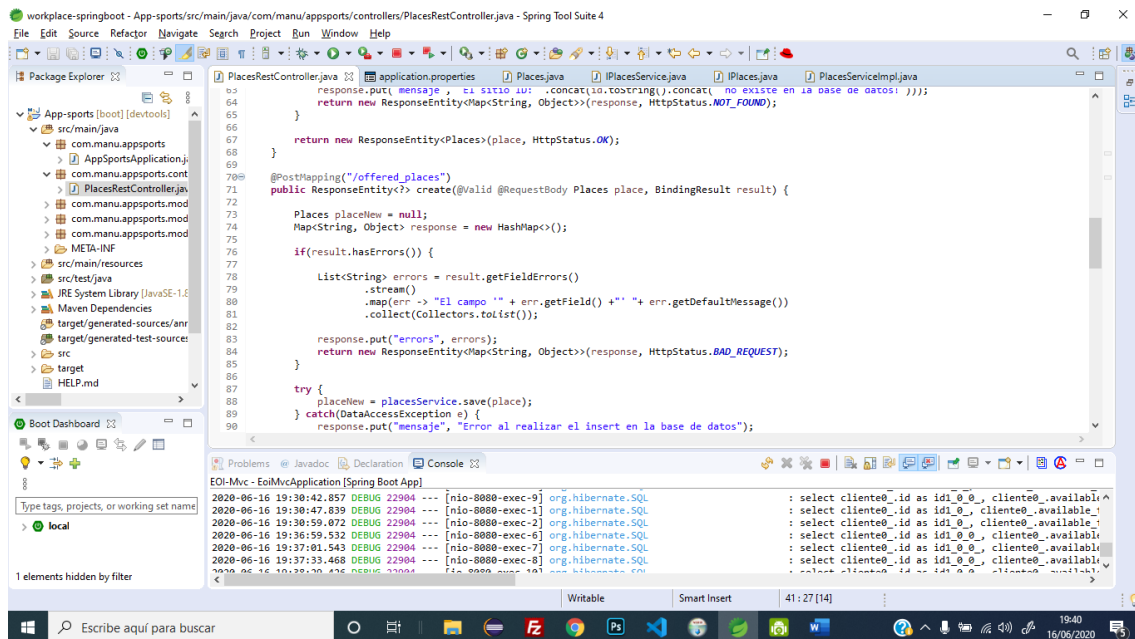 workplace-springboot - App-sports/src/main/java/com/manu/appsports/controllers/PlacesRestController.java - Spring Tool Suite 4
File Edit Source Refactor Navigate Search Project Run Window Help
Package Explorer
App-sports [boot] [devtools]
src/main/java
com.manu.appsports
AppSportsApplication.ja
com.manu.appsports.cont
PlacesRestController.jav
com.manu.appsports.mod
com.manu.appsports.mod
com.manu.appsports.mod
META-INF
src/main/resources
src/test/java
JRE System Library [JavaSE-1.8
Maven Dependencies
target/generated-sources/ann
target/generated-test-sources
src
target
HELP.md
Boot Dashboard
Type tags, projects, or working set name
local
1 elements hidden by filter
PlacesRestController.java application.properties Places.java IPlacesService.java IPlaces.java PlacesServiceImpl.java
63 response.put("mensaje", "El sitio ID: ".concat(id.toString().concat(" no existe en la base de datos!")));
64 return new ResponseEntity<Map<String, Object>>(response, HttpStatus.NOT_FOUND);
65 }
66
67 return new ResponseEntity<Places>(place, HttpStatus.OK);
68 }
69
70 @PostMapping("/offered_places")
71 public ResponseEntity<?> create(@Valid @RequestBody Places place, BindingResult result) {
72
73 Places placeNew = null;
74 Map<String, Object> response = new HashMap<>();
75
76 if(result.hasErrors()) {
77
78 List<String> errors = result.getFieldErrors()
79 .stream()
80 .map(err -> "El campo '" + err.getField() +"' "+ err.getDefaultMessage())
81 .collect(Collectors.toList());
82
83 response.put("errors", errors);
84 return new ResponseEntity<Map<String, Object>>(response, HttpStatus.BAD_REQUEST);
85 }
86
87 try {
88 placeNew = placesService.save(place);
89 } catch(DataAccessException e) {
90 response.put("mensaje", "Error al realizar el insert en la base de datos");
Problems Javadoc Declaration Console
EOI-Mvc - EoiMvcApplication [Spring Boot App]
2020-06-16 19:30:42.857 DEBUG 22904 --- [nio-8080-exec-9] org.hibernate.SQL : select cliente0_.id as id1_0_0_, cliente0_.available
2020-06-16 19:30:47.839 DEBUG 22904 --- [nio-8080-exec-1] org.hibernate.SQL : select cliente0_.id as id1_0_, cliente0_.available_t
2020-06-16 19:30:59.072 DEBUG 22904 --- [nio-8080-exec-2] org.hibernate.SQL : select cliente0_.id as id1_0_, cliente0_.available_t
2020-06-16 19:36:59.532 DEBUG 22904 --- [nio-8080-exec-6] org.hibernate.SQL : select cliente0_.id as id1_0_0_, cliente0_.available
2020-06-16 19:37:01.543 DEBUG 22904 --- [nio-8080-exec-7] org.hibernate.SQL : select cliente0_.id as id1_0_0_, cliente0_.available
2020-06-16 19:37:33.468 DEBUG 22904 --- [nio-8080-exec-8] org.hibernate.SQL : select cliente0_.id as id1_0_0_, cliente0_.available
Writable Smart Insert 41 : 27 [14]
Escribe aquí para buscar
19:40
16/06/2020